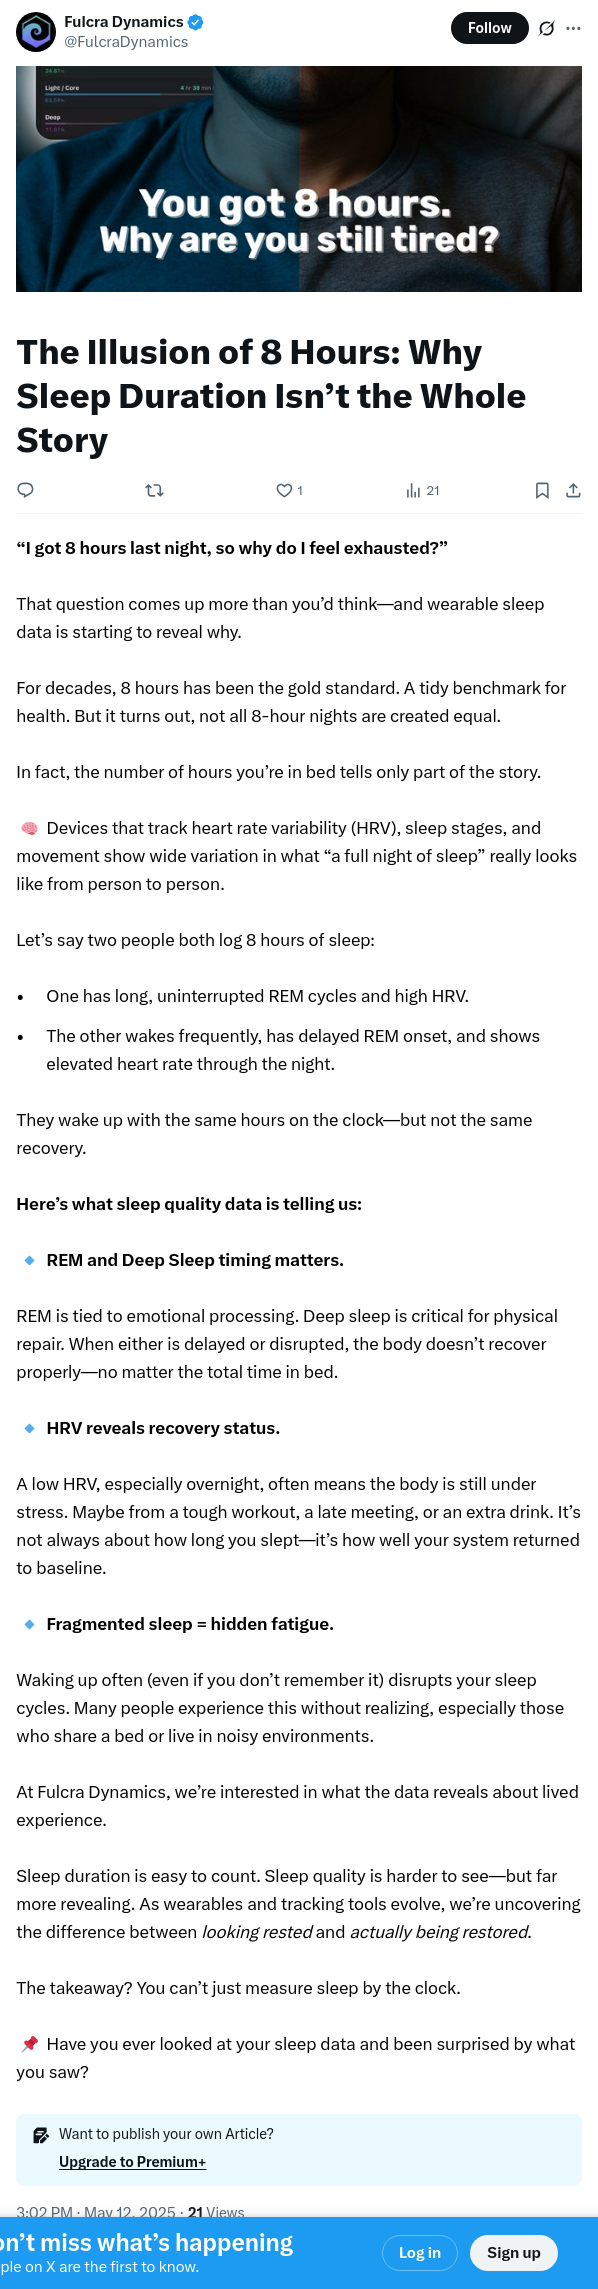 Fulcra Dynamics
@FulcraDynamics
Follow
24.81%
Light / Core
4 hr 38 min
63.58%
Deep
11.61%
You got 8 hours.
Why are you still tired?
The Illusion of 8 Hours: Why
Sleep Duration Isn’t the Whole
Story
1
21
“I got 8 hours last night, so why do I feel exhausted?”
That question comes up more than you’d think—and wearable sleep
data is starting to reveal why.
For decades, 8 hours has been the gold standard. A tidy benchmark for
health. But it turns out, not all 8-hour nights are created equal.
In fact, the number of hours you’re in bed tells only part of the story.
🧠 Devices that track heart rate variability (HRV), sleep stages, and
movement show wide variation in what “a full night of sleep” really looks
like from person to person.
Let’s say two people both log 8 hours of sleep:
• One has long, uninterrupted REM cycles and high HRV.
• The other wakes frequently, has delayed REM onset, and shows
elevated heart rate through the night.
They wake up with the same hours on the clock—but not the same
recovery.
Here’s what sleep quality data is telling us:
🔹 REM and Deep Sleep timing matters.
REM is tied to emotional processing. Deep sleep is critical for physical
repair. When either is delayed or disrupted, the body doesn’t recover
properly—no matter the total time in bed.
🔹 HRV reveals recovery status.
A low HRV, especially overnight, often means the body is still under
stress. Maybe from a tough workout, a late meeting, or an extra drink. It’s
not always about how long you slept—it’s how well your system returned
to baseline.
🔹 Fragmented sleep = hidden fatigue.
Waking up often (even if you don’t remember it) disrupts your sleep
cycles. Many people experience this without realizing, especially those
who share a bed or live in noisy environments.
At Fulcra Dynamics, we’re interested in what the data reveals about lived
experience.
Sleep duration is easy to count. Sleep quality is harder to see—but far
more revealing. As wearables and tracking tools evolve, we’re uncovering
the difference between looking rested and actually being restored.
The takeaway? You can’t just measure sleep by the clock.
📌 Have you ever looked at your sleep data and been surprised by what
you saw?
Want to publish your own Article?
Upgrade to Premium+
3:02 PM · May 12, 2025 · 21 Views
on’t miss what’s happening
ple on X are the first to know.
Log in
Sign up